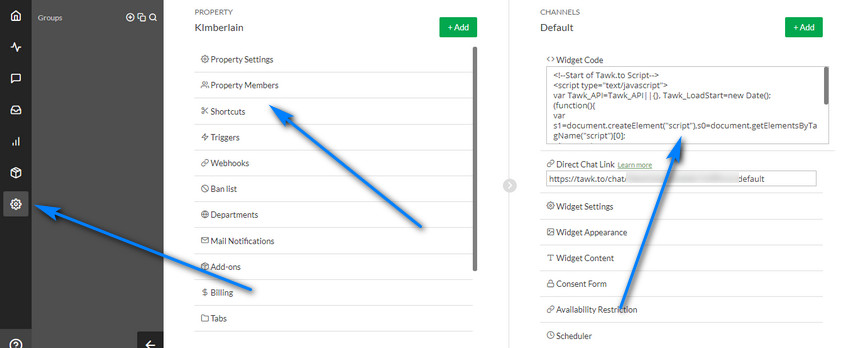 Groups
PROPERTY
KImberlain
+ Add
Property Settings
Property Members
Shortcuts
Triggers
Webhooks
Ban list
Departments
Mail Notifications
Add-ons
Billing
Tabs
CHANNELS
Default
+ Add
<> Widget Code
<!--Start of Tawk.to Script-->
<script type="text/javascript">
var Tawk_API=Tawk_API||{}, Tawk_LoadStart=new Date();
(function(){
var
s1=document.createElement("script"),s0=document.getElementsByTa
gName("script")[0];
Direct Chat Link Learn more
https://tawk.to/chat/ default
Widget Settings
Widget Appearance
Widget Content
Consent Form
Availability Restriction
Scheduler